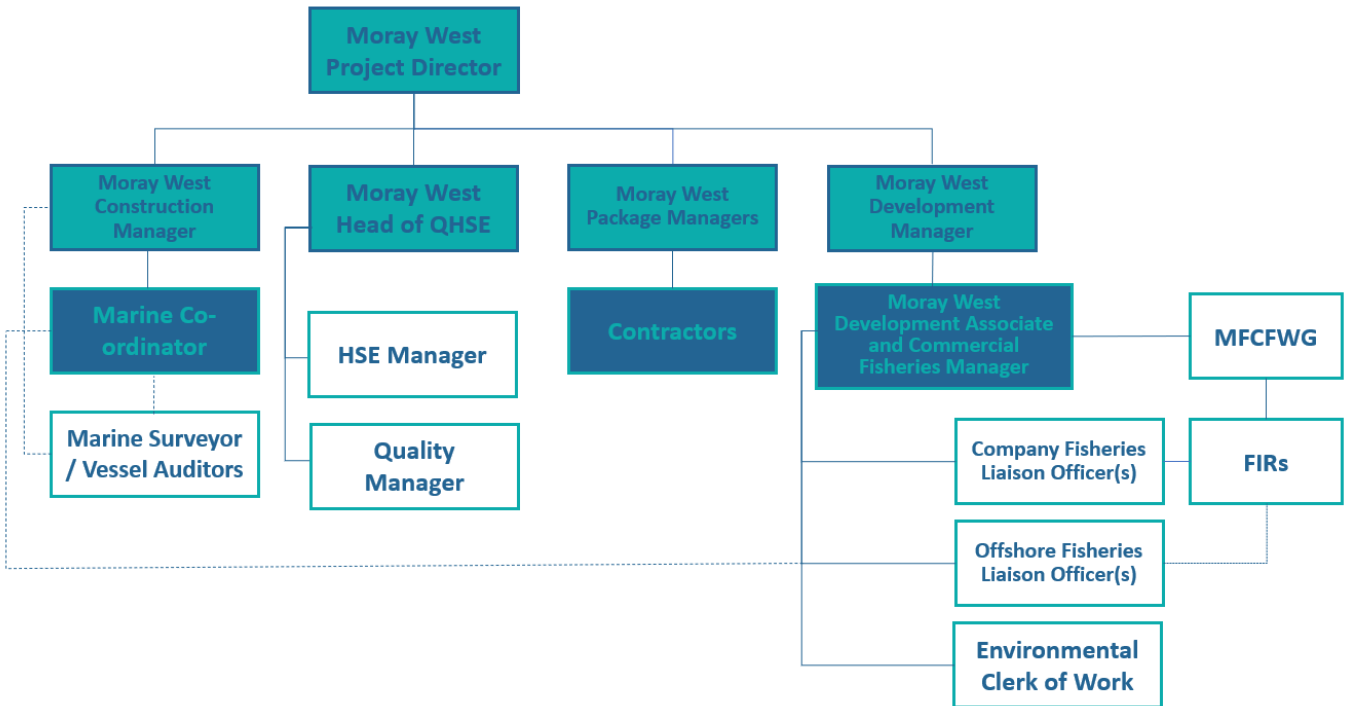 Moray West
Project Director
Moray West
Construction
Manager
Moray West
Head of QHSE
Moray West
Package Managers
Moray West
Development
Manager
Marine Co-
ordinator
HSE Manager
Contractors
Moray West
Development Associate
and Commercial
Fisheries Manager
MFCFWG
Marine Surveyor
/ Vessel Auditors
Quality
Manager
Company Fisheries
Liaison Officer(s)
FIRs
Offshore Fisheries
Liaison Officer(s)
Environmental
Clerk of Work